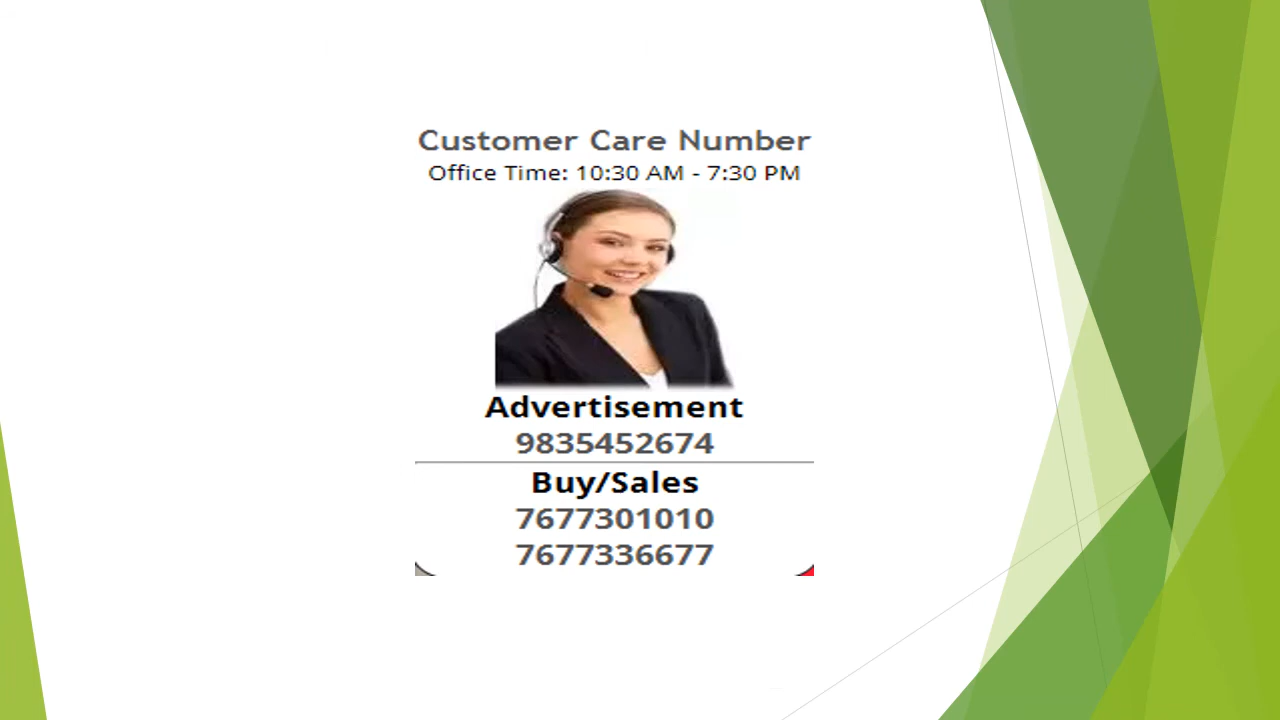 Customer Care Number
Office Time: 10:30 AM - 7:30 PM
Advertisement
9835452674
Buy/Sales
7677301010
7677336677